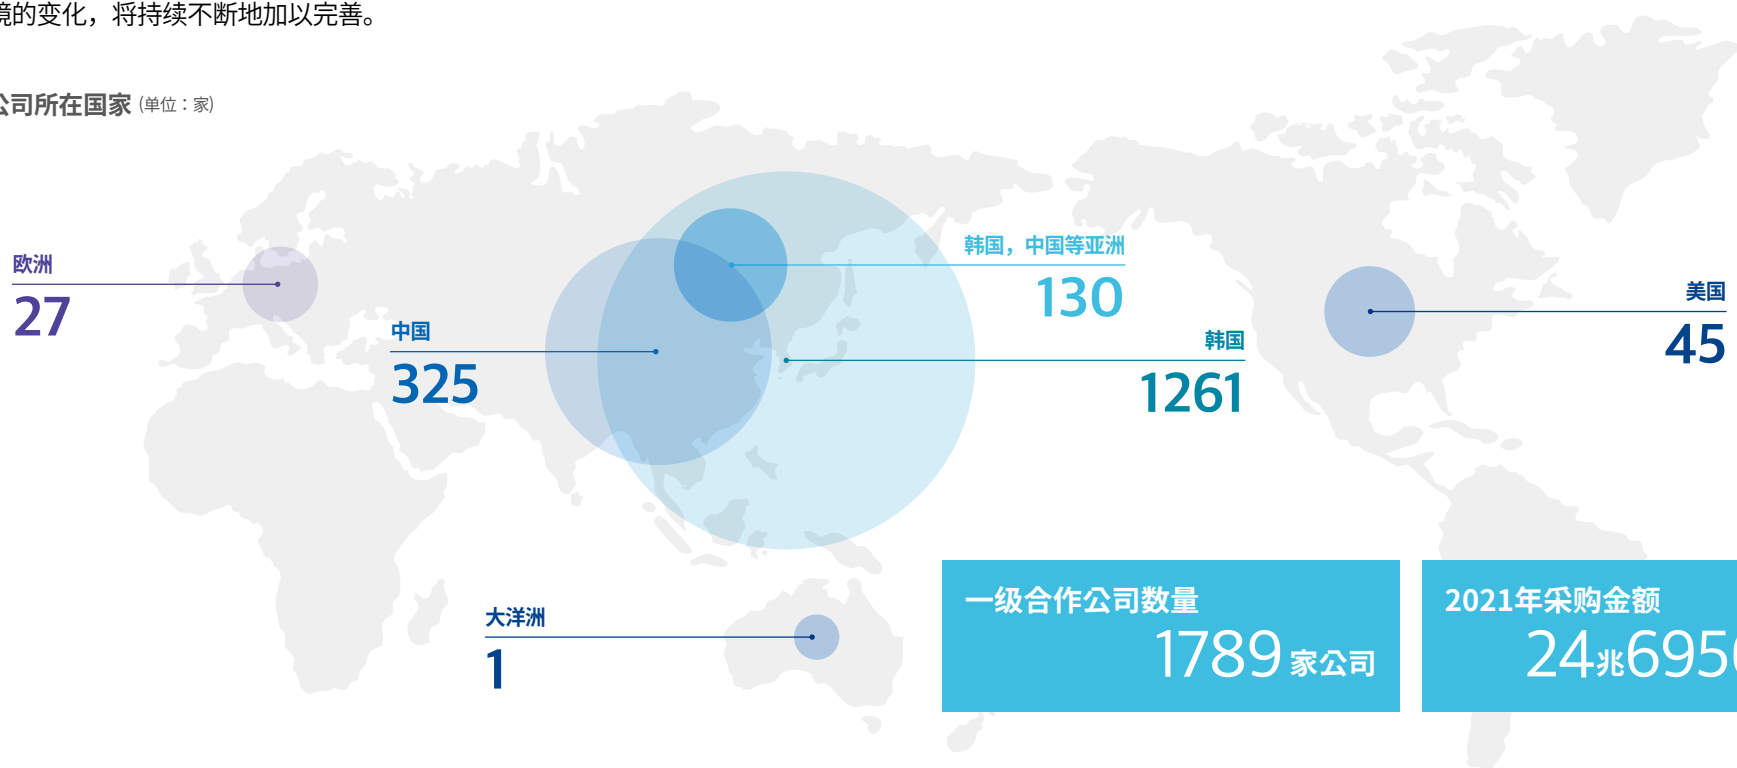 境的变化，将持续不断地加以完善。
公司所在国家 (单位：家)
欧洲
27
中国
325
韩国，中国等亚洲
130
韩国
1261
美国
45
大洋洲
1
一级合作公司数量
1789 家公司
2021年采购金额
24兆695